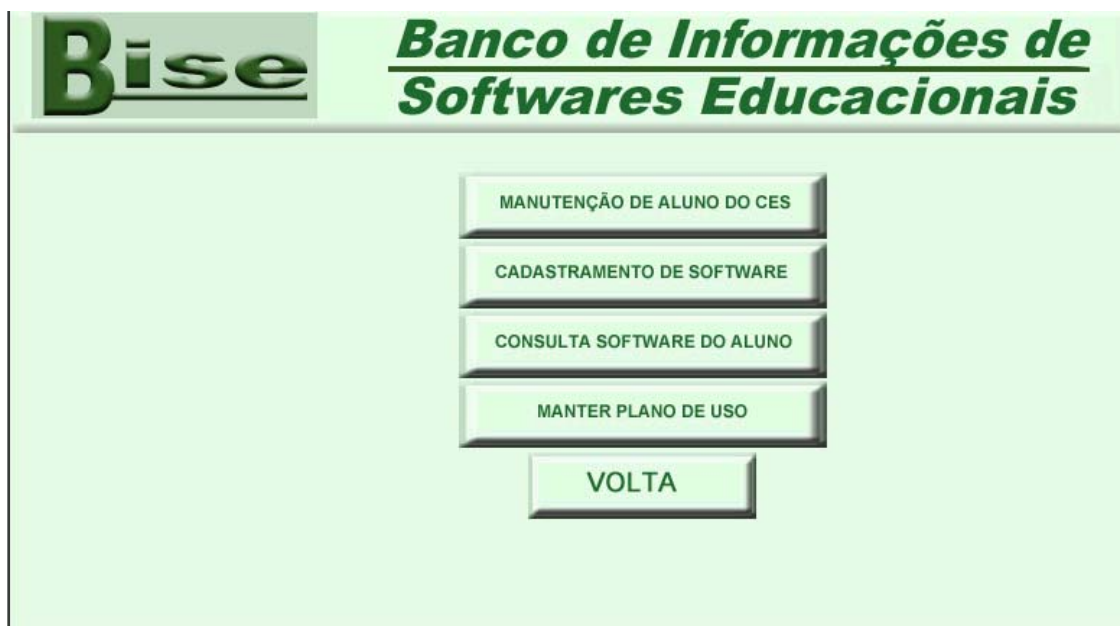 Bise
Banco de Informações de
Softwares Educacionais
MANUTENÇÃO DE ALUNO DO CES
CADASTRAMENTO DE SOFTWARE
CONSULTA SOFTWARE DO ALUNO
MANTER PLANO DE USO
VOLTA